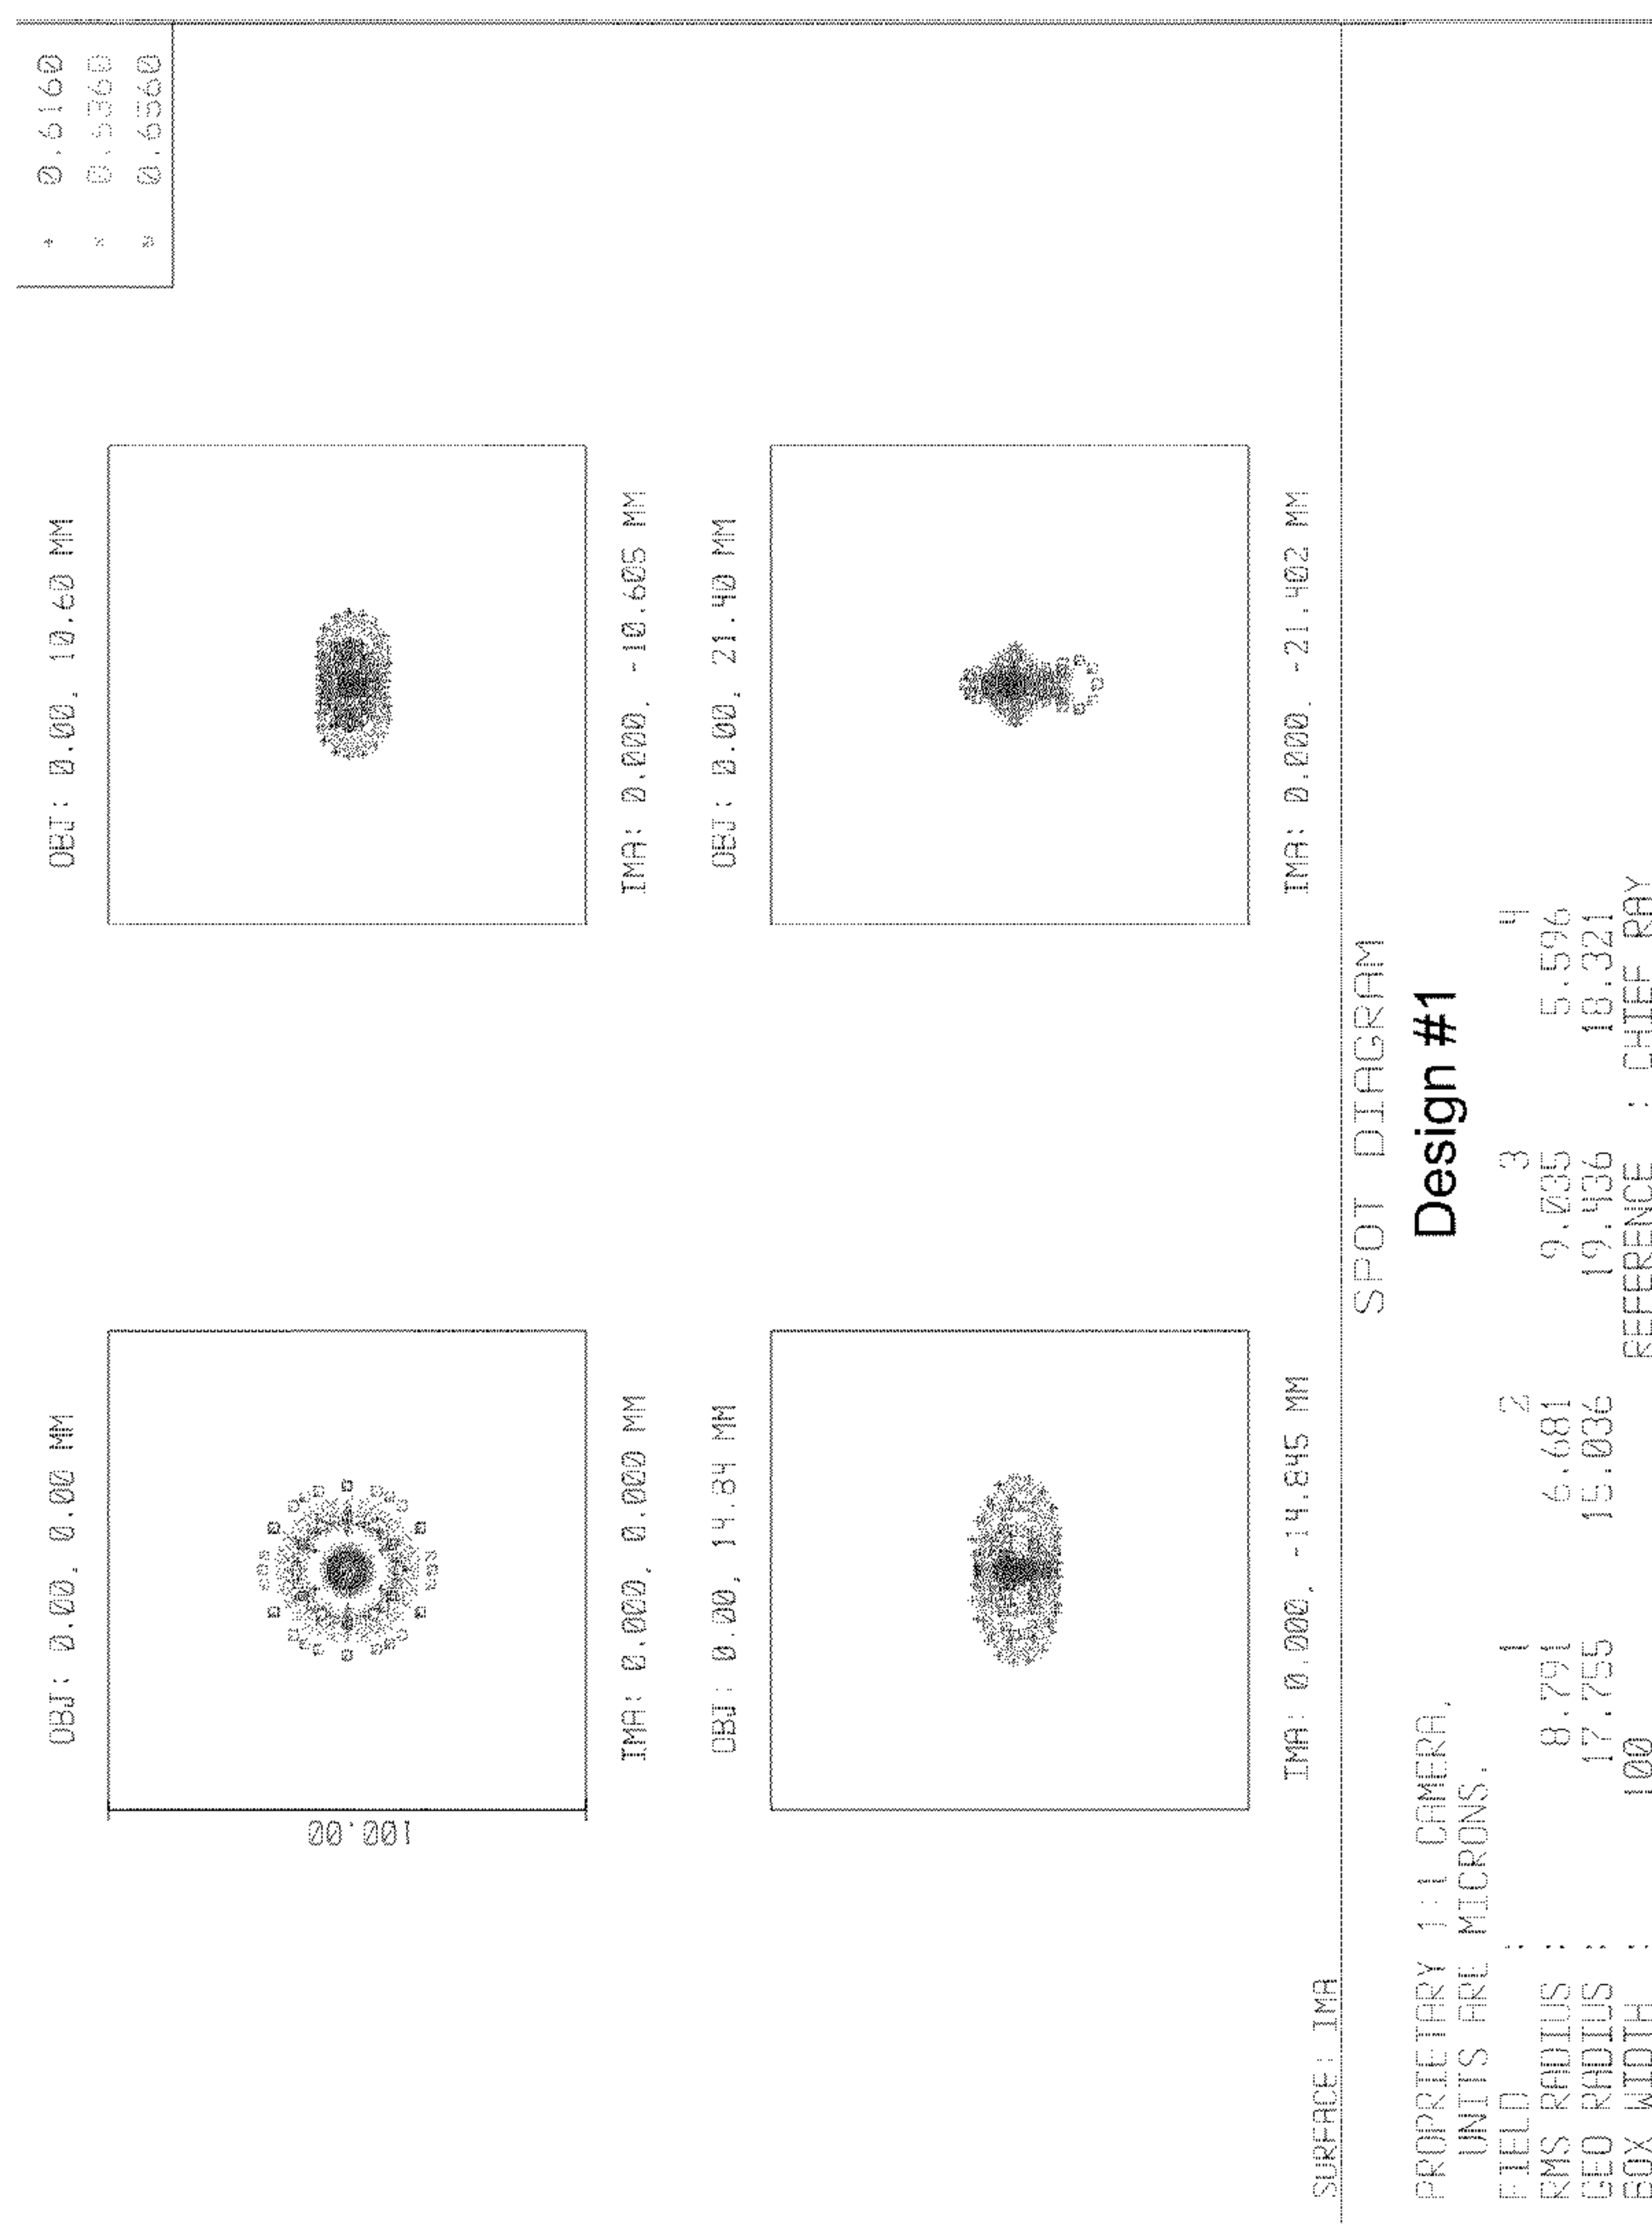 + 0.6160
× 0.6360
¤ 0.6560
OBJ: 0.00, 0.00 MM
OBJ: 0.00, 10.60 MM
100.00
IMA: 0.000, 0.000 MM
IMA: 0.000, -10.605 MM
OBJ: 0.00, 14.84 MM
OBJ: 0.00, 21.40 MM
IMA: 0.000, -14.845 MM
IMA: 0.000, -21.402 MM
SURFACE: IMA
SPOT DIAGRAM
Design #1
PROPRIETARY 1:1 CAMERA.
UNITS ARE MICRONS.
FIELD : 1 2 3 4
RMS RADIUS : 8.791 6.681 9.035 5.596
GEO RADIUS : 17.755 15.036 19.436 18.321
BOX WIDTH : 100 REFERENCE : CHIEF RAY